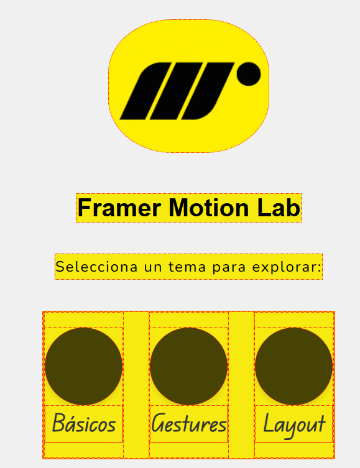 Framer Motion Lab
Selecciona un tema para explorar:
Básicos Gestures Layout